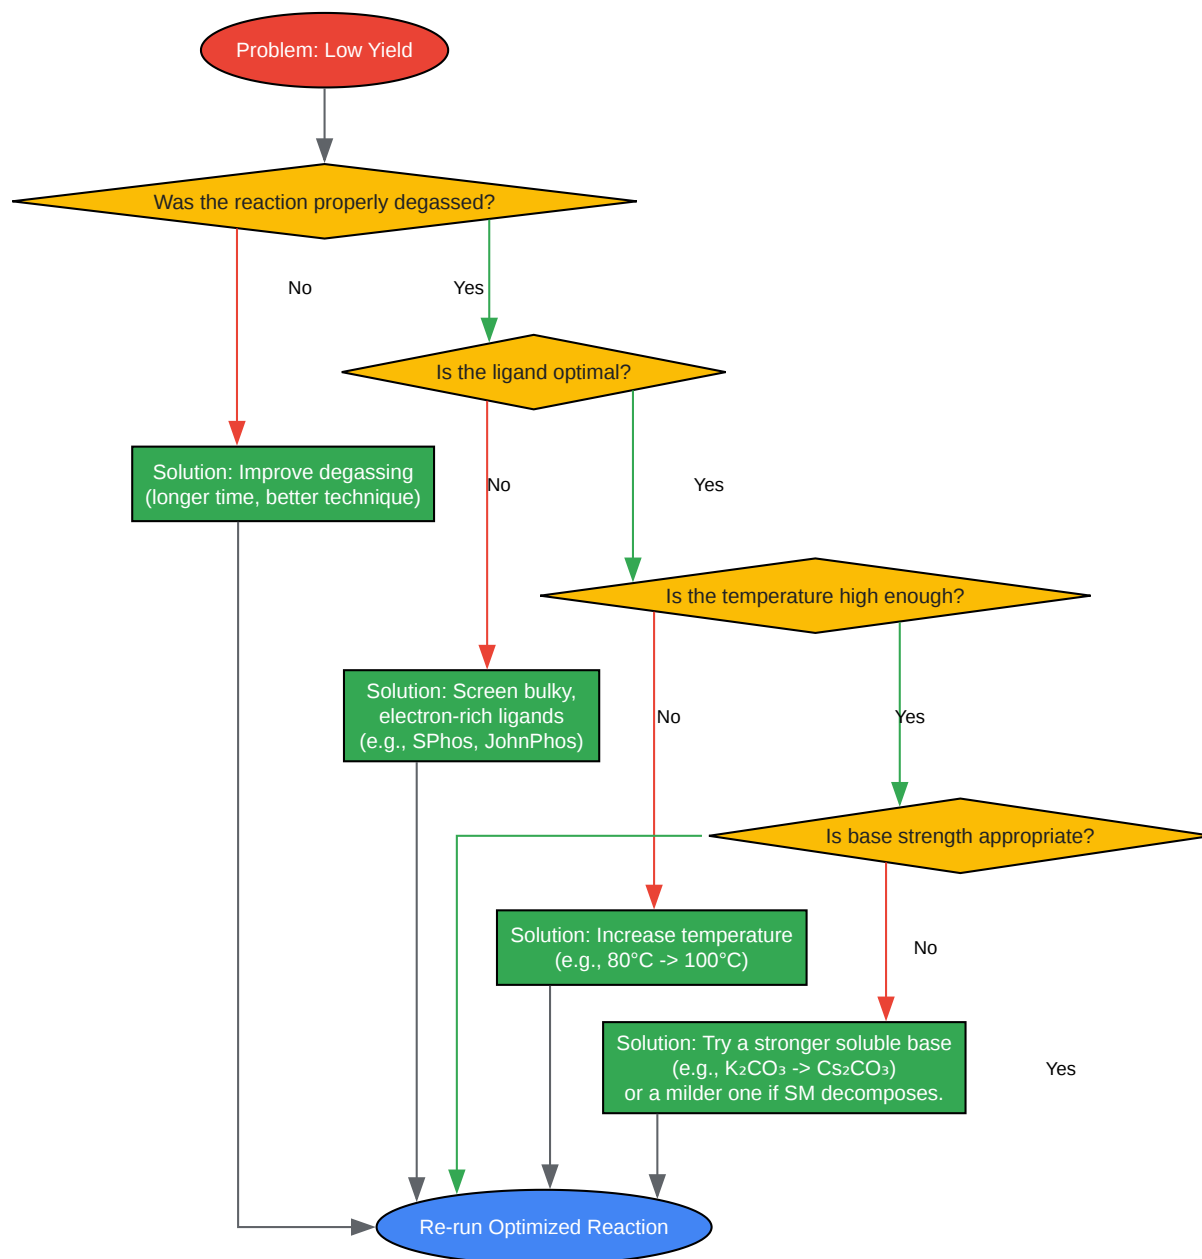 Problem: Low Yield
Was the reaction properly degassed?
No
Yes
Is the ligand optimal?
Solution: Improve degassing
(longer time, better technique)
No
Yes
Is the temperature high enough?
Solution: Screen bulky,
electron-rich ligands
(e.g., SPhos, JohnPhos)
No
Yes
Is base strength appropriate?
Solution: Increase temperature
(e.g., 80°C -> 100°C)
No
Solution: Try a stronger soluble base
(e.g., K₂CO₃ -> Cs₂CO₃)
or a milder one if SM decomposes.
Yes
Re-run Optimized Reaction